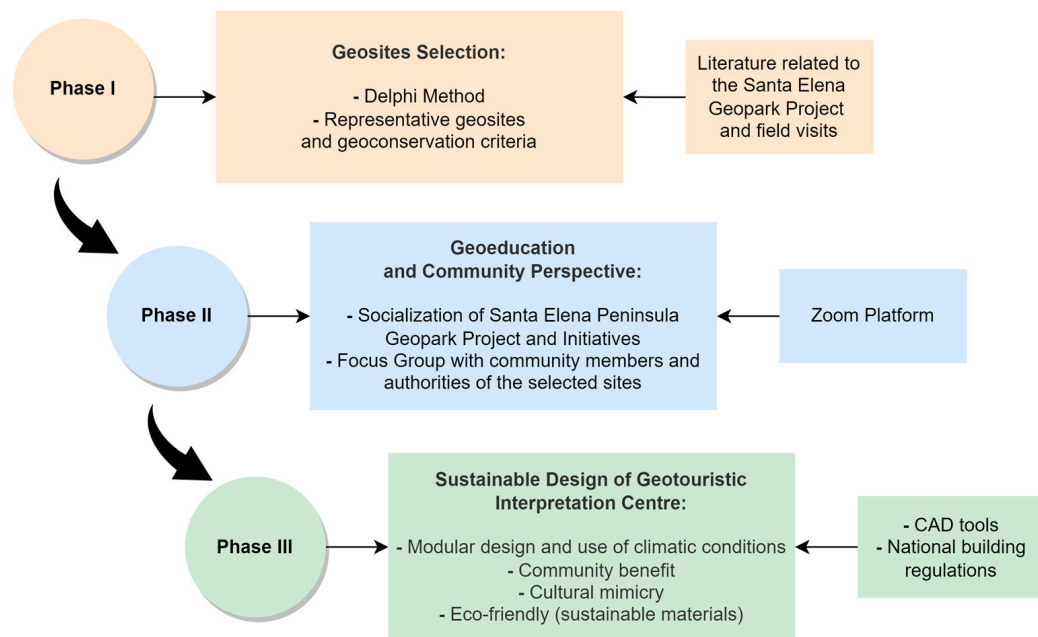 Phase I
Geosites Selection:
- Delphi Method
- Representative geosites
and geoconservation criteria
Literature related to
the Santa Elena
Geopark Project
and field visits
Phase II
Geoeducation
and Community Perspective:
- Socialization of Santa Elena Peninsula
Geopark Project and Initiatives
- Focus Group with community members and
authorities of the selected sites
Zoom Platform
Phase III
Sustainable Design of Geotouristic
Interpretation Centre:
- Modular design and use of climatic conditions
- Community benefit
- Cultural mimicry
- Eco-friendly (sustainable materials)
- CAD tools
- National building
regulations